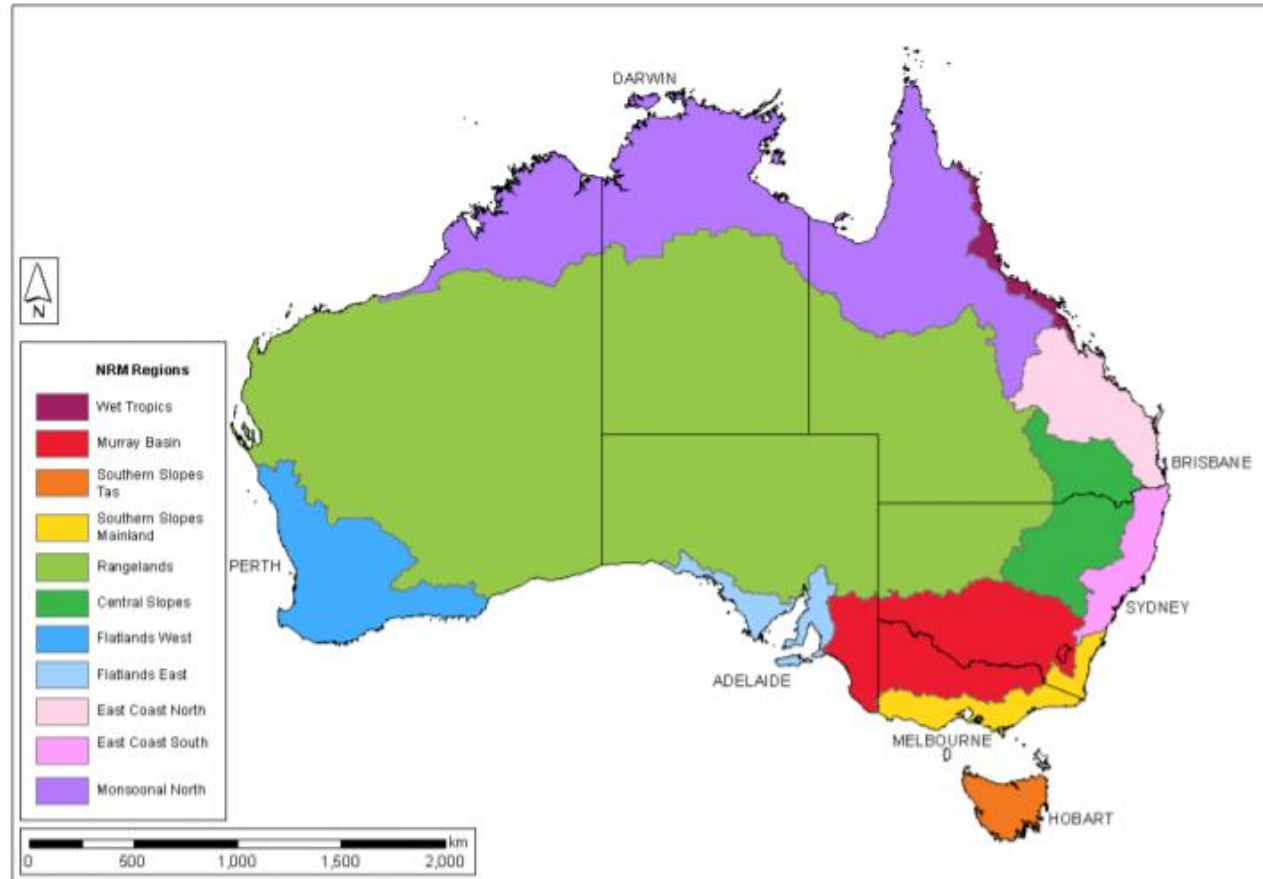 DARWIN
N
NRM Regions
Wet Tropics
Murray Basin
Southern Slopes
Tas
Southern Slopes
Mainland
Rangelands
Central Slopes
Flatlands West
Flatlands East
East Coast North
East Coast South
Monsoonal North
BRISBANE
PERTH
SYDNEY
ADELAIDE
MELBOURNE
HOBART
km
0 500 1,000 1,500 2,000